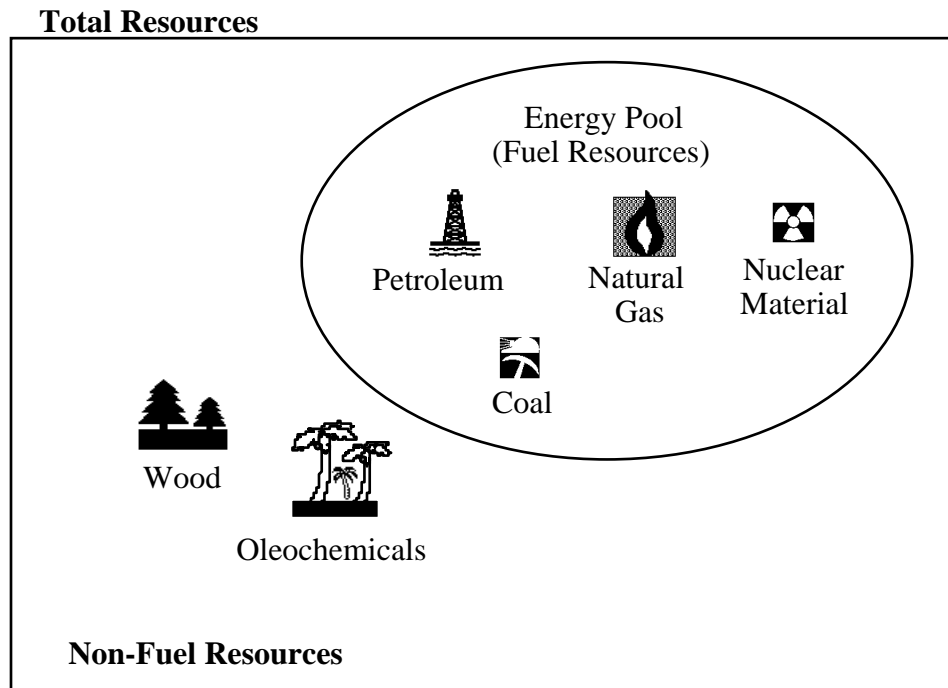 Total Resources
Energy Pool
(Fuel Resources)
Petroleum
Natural
Gas
Nuclear
Material
Coal
Wood
Oleochemicals
Non-Fuel Resources